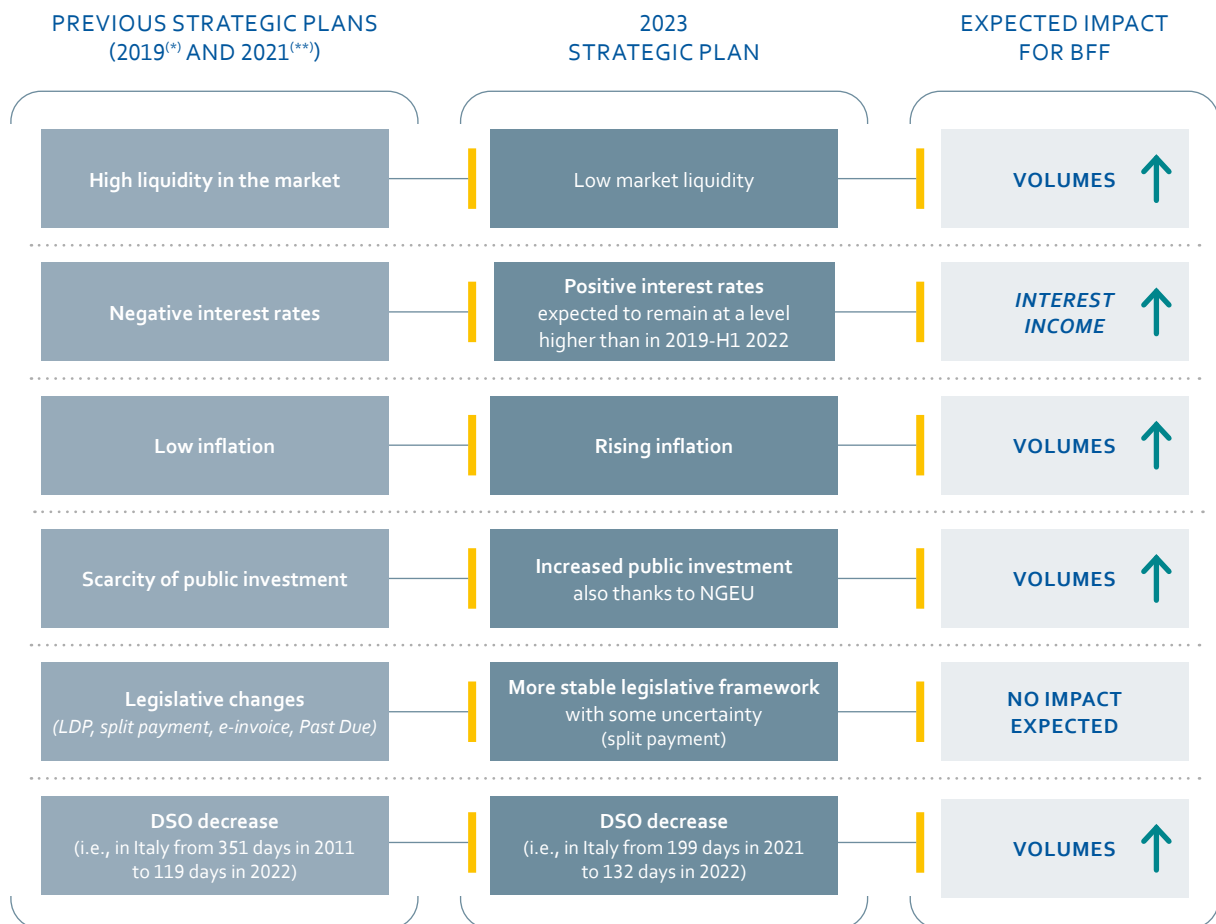 PREVIOUS STRATEGIC PLANS
(2019(*) AND 2021(**))
2023
STRATEGIC PLAN
EXPECTED IMPACT
FOR BFF
High liquidity in the market
Low market liquidity
VOLUMES
Negative interest rates
Positive interest rates
expected to remain at a level
higher than in 2019-H1 2022
INTEREST
INCOME
Low inflation
Rising inflation
VOLUMES
Scarcity of public investment
Increased public investment
also thanks to NGEU
VOLUMES
Legislative changes
(LDP, split payment, e-invoice, Past Due)
More stable legislative framework
with some uncertainty
(split payment)
NO IMPACT
EXPECTED
DSO decrease
(i.e., in Italy from 351 days in 2011
to 119 days in 2022)
DSO decrease
(i.e., in Italy from 199 days in 2021
to 132 days in 2022)
VOLUMES